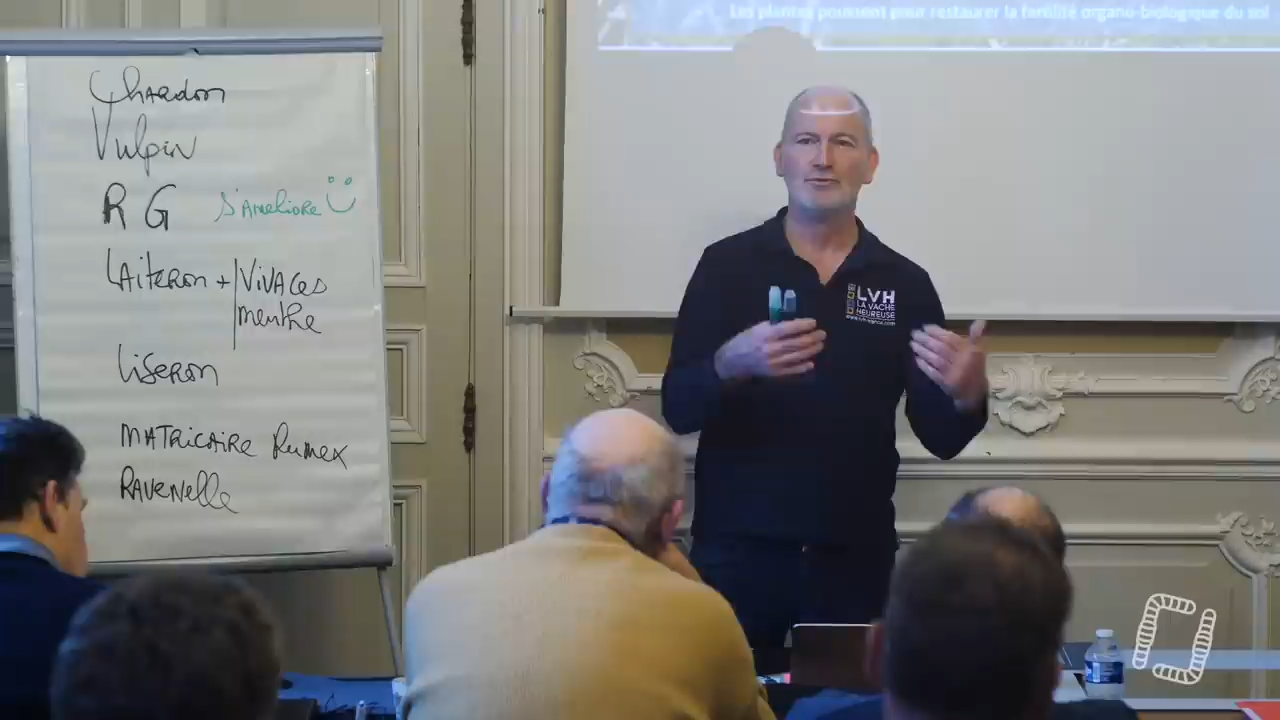 Les plantes poussent pour restaurer la fertilité organo-biologique du sol
Chardon
Vulpin
R G s'améliore
Laiteron + / Vivaces
menthe
Liseron
MATRICAIRE Rumex
RAVENelle
LVH
LA VACHE
HEUREUSE